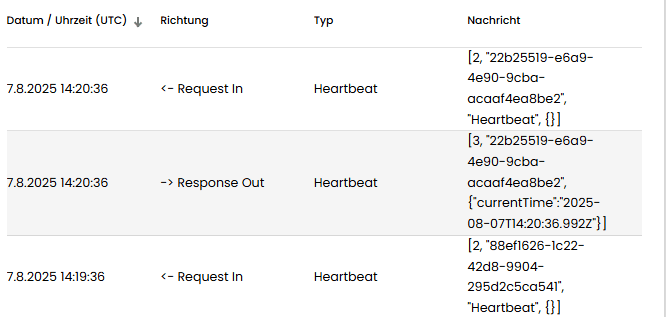 Datum / Uhrzeit (UTC) ↓ Richtung Typ Nachricht
[2, "22b25519-e6a9-
4e90-9cba-
7.8.2025 14:20:36 <- Request In Heartbeat acaaf4ea8be2",
"Heartbeat", {}]
[3, "22b25519-e6a9-
4e90-9cba-
7.8.2025 14:20:36 -> Response Out Heartbeat acaaf4ea8be2",
{"currentTime":"2025-
08-07T14:20:36.992Z"}]
[2, "88ef1626-1c22-
42d8-9904-
7.8.2025 14:19:36 <- Request In Heartbeat 295d2c5ca541",
"Heartbeat", {}]